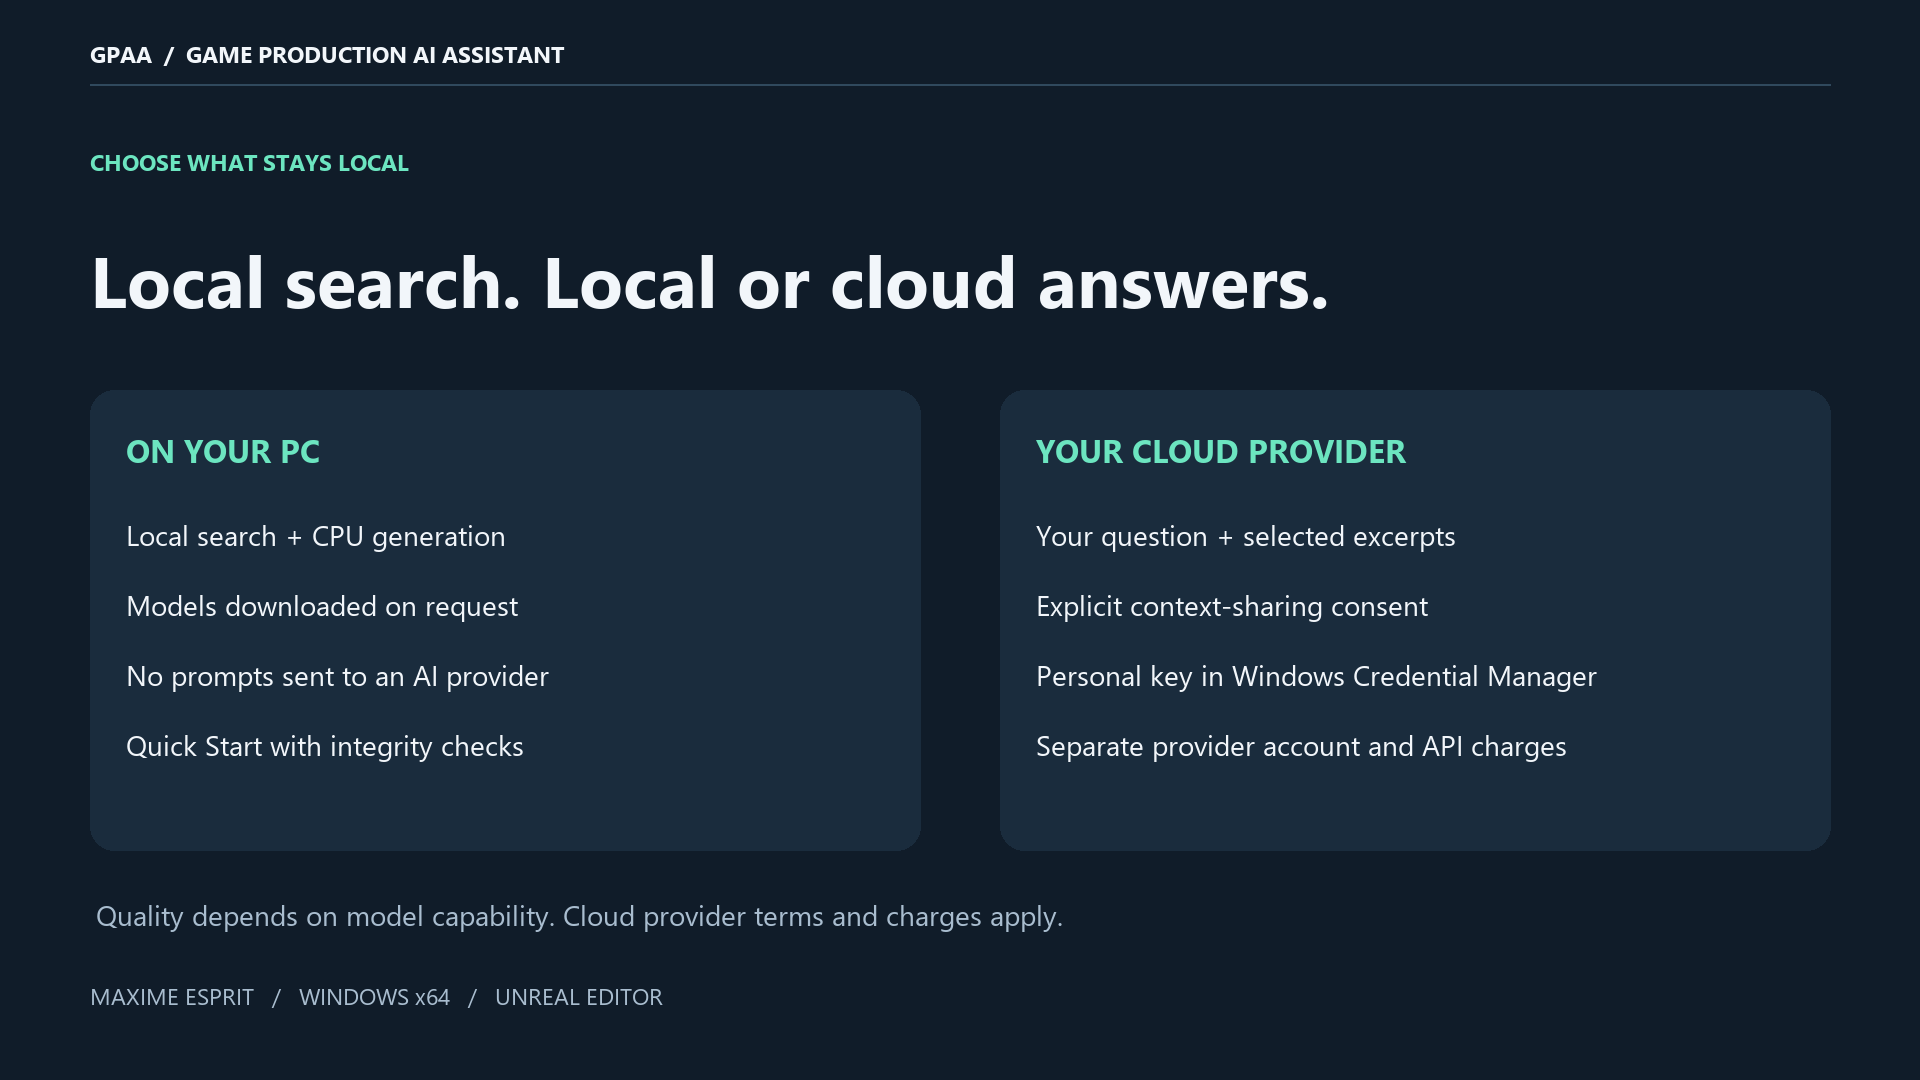 GPAA / GAME PRODUCTION AI ASSISTANT
CHOOSE WHAT STAYS LOCAL
Local search. Local or cloud answers.
ON YOUR PC
Local search + CPU generation
Models downloaded on request
No prompts sent to an AI provider
Quick Start with integrity checks
YOUR CLOUD PROVIDER
Your question + selected excerpts
Explicit context-sharing consent
Personal key in Windows Credential Manager
Separate provider account and API charges
Quality depends on model capability. Cloud provider terms and charges apply.
MAXIME ESPRIT / WINDOWS x64 / UNREAL EDITOR